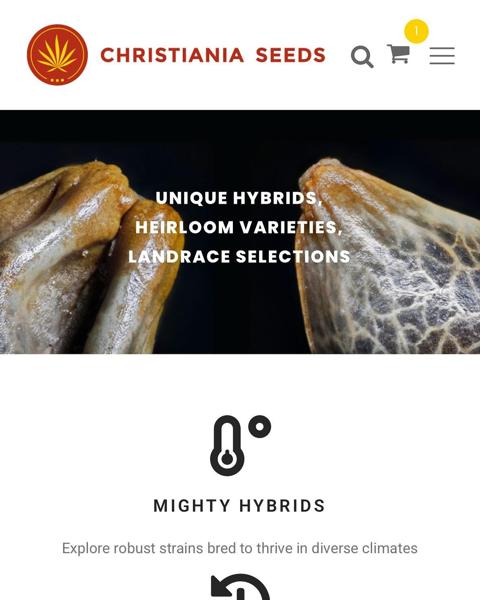 CHRISTIANIA SEEDS
1
UNIQUE HYBRIDS,
HEIRLOOM VARIETIES,
LANDRACE SELECTIONS
MIGHTY HYBRIDS
Explore robust strains bred to thrive in diverse climates